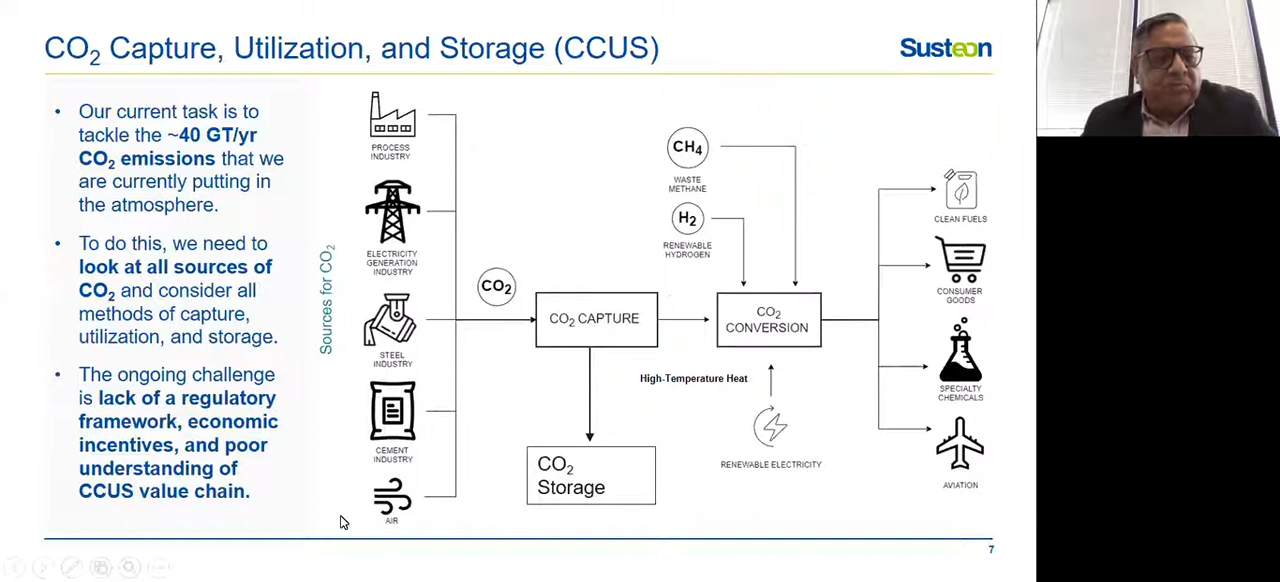 CO₂ Capture, Utilization, and Storage (CCUS)
Susteon
• Our current task is to
tackle the ~40 GT/yr
CO₂ emissions that we
are currently putting in
the atmosphere.
• To do this, we need to
look at all sources of
CO₂ and consider all
methods of capture,
utilization, and storage.
• The ongoing challenge
is lack of a regulatory
framework, economic
incentives, and poor
understanding of
CCUS value chain.
Sources for CO₂
PROCESS
INDUSTRY
ELECTRICITY
GENERATION
INDUSTRY
STEEL
INDUSTRY
CEMENT
INDUSTRY
AIR
CO₂
CO₂ CAPTURE
CO₂
Storage
CH₄
WASTE
METHANE
H₂
RENEWABLE
HYDROGEN
CO₂
CONVERSION
High-Temperature Heat
RENEWABLE ELECTRICITY
CLEAN FUELS
CONSUMER
GOODS
SPECIALTY
CHEMICALS
AVIATION
7